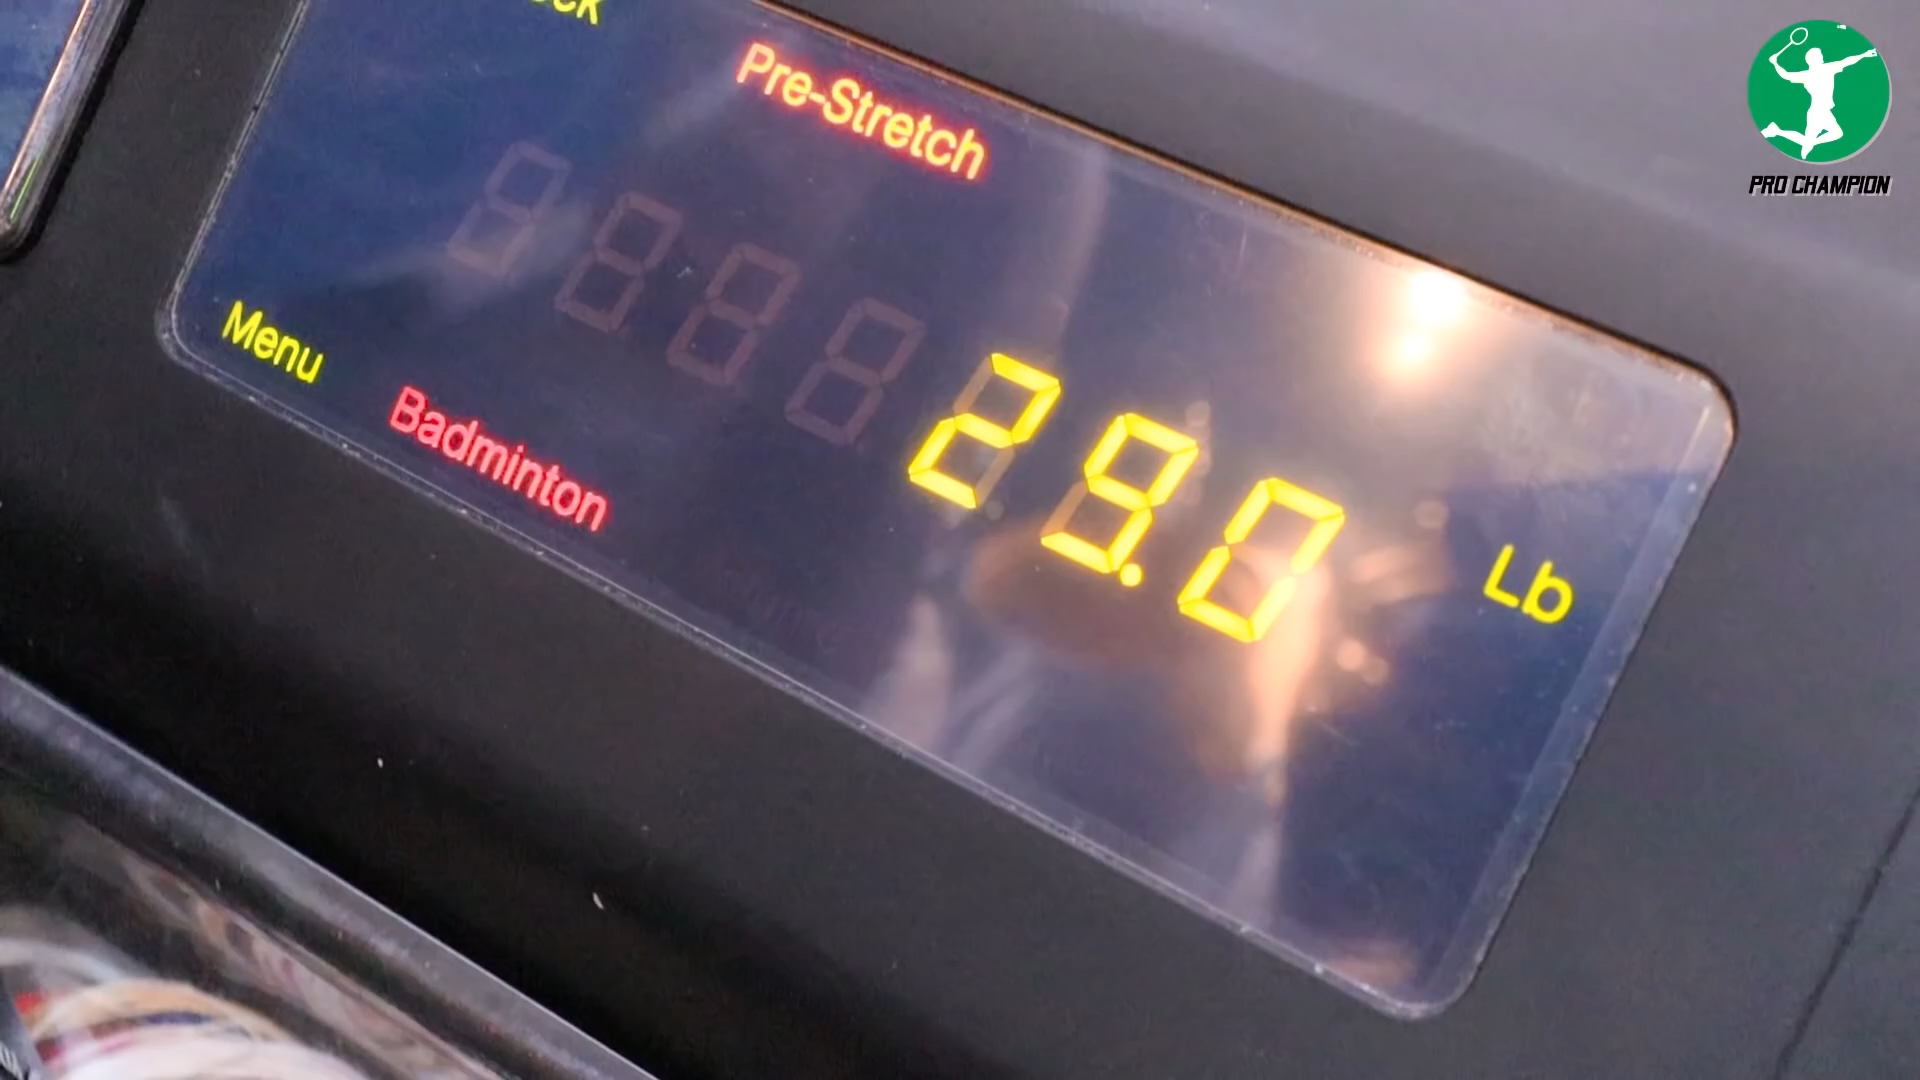 Pre-Stretch
29.0 Lb
Menu
Badminton
PRO CHAMPION